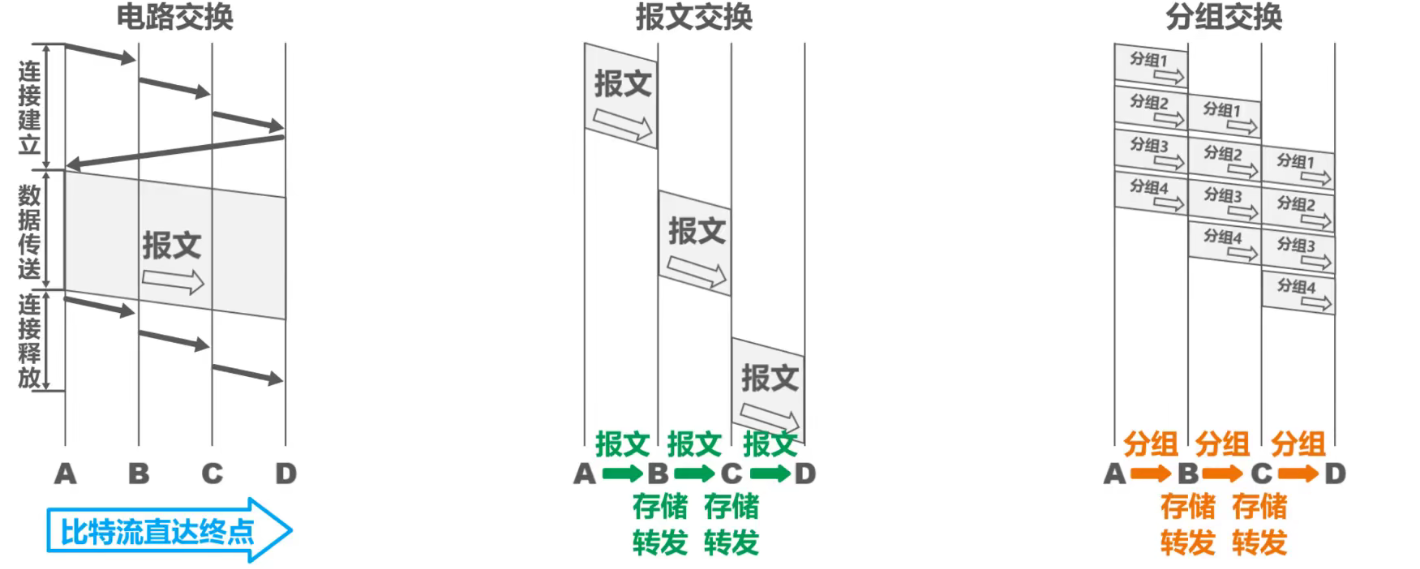 电路交换
连接建立
数据传送
连接释放
报文
A B C D
比特流直达终点
报文交换
报文
报文
报文
报文 报文 报文
A B C D
存储 存储
转发 转发
分组交换
分组1
分组2 分组1
分组3 分组2 分组1
分组4 分组3 分组2
分组4 分组3
分组4
分组 分组 分组
A B C D
存储 存储
转发 转发